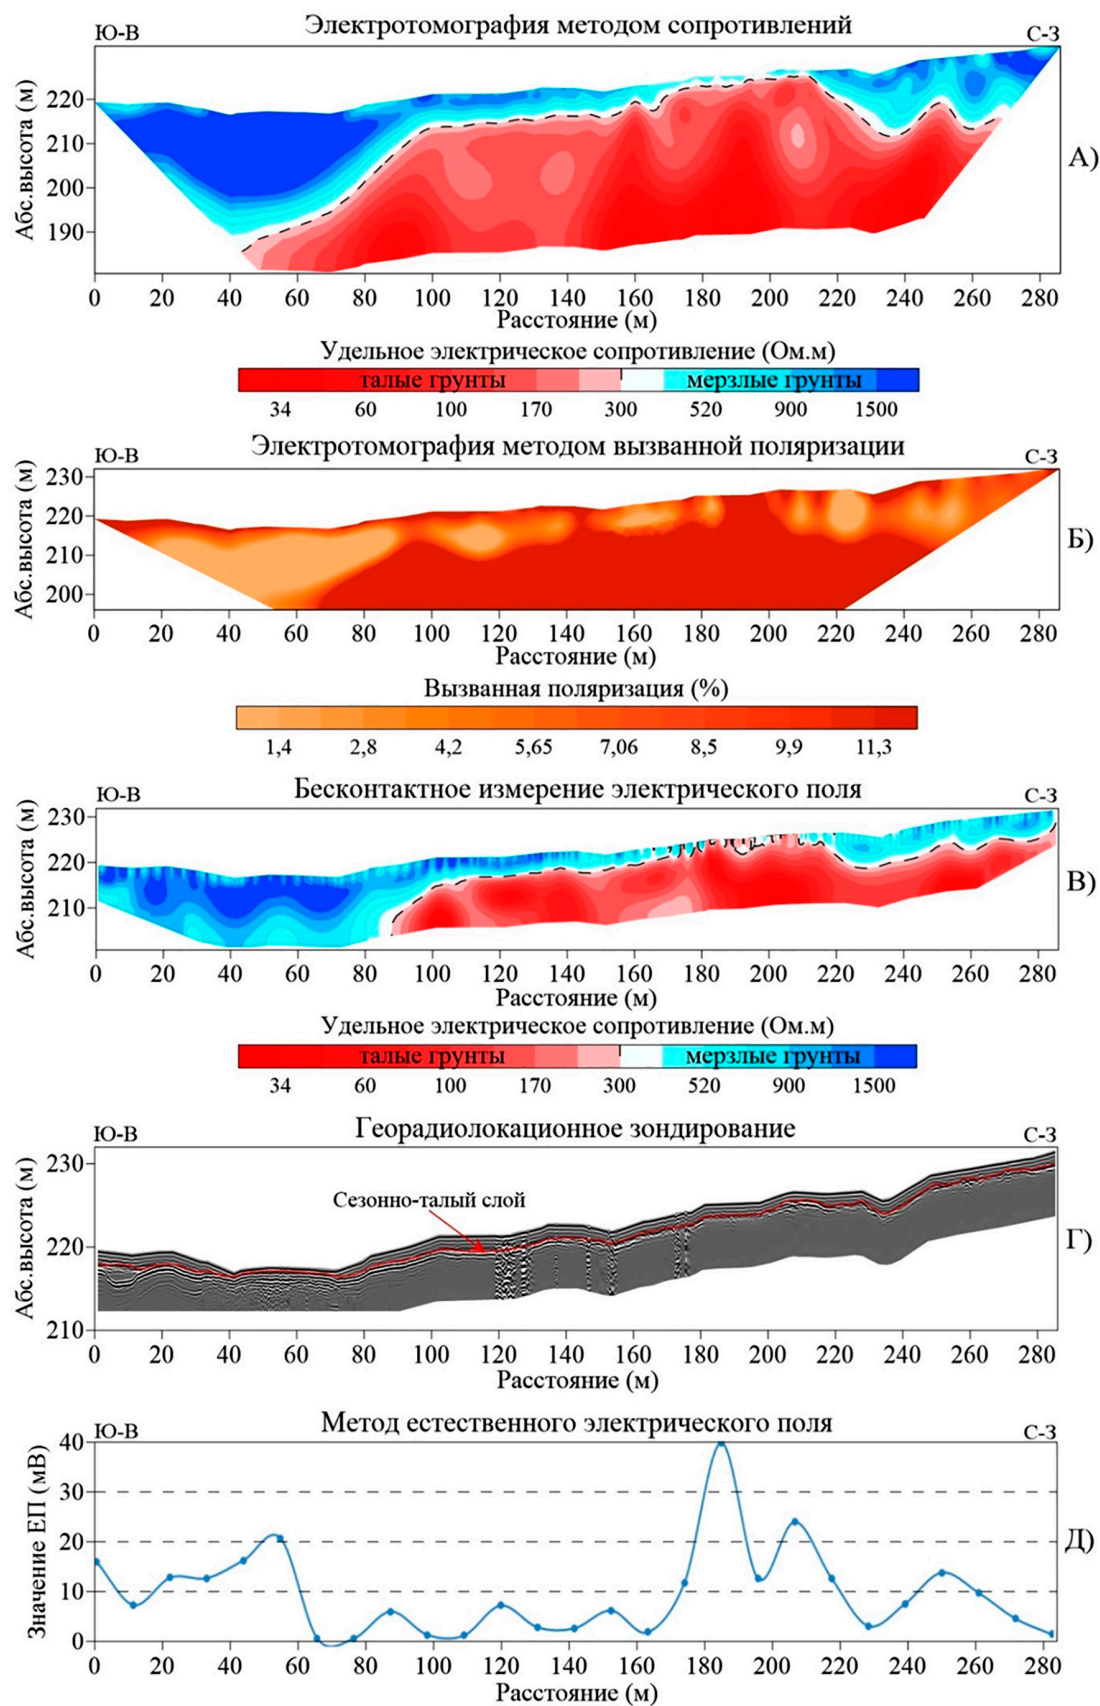 Электротомография методом сопротивлений
Ю-В
С-З
Абс.высота (м)
220
210
200
190
А)
0 20 40 60 80 100 120 140 160 180 200 220 240 260 280
Расстояние (м)
Удельное электрическое сопротивление (Ом.м)
талые грунты мерзлые грунты
34 60 100 170 300 520 900 1500
Электротомография методом вызванной поляризации
Ю-В
С-З
Абс.высота (м)
230
220
210
200
Б)
0 20 40 60 80 100 120 140 160 180 200 220 240 260 280
Расстояние (м)
Вызванная поляризация (%)
1,4 2,8 4,2 5,65 7,06 8,5 9,9 11,3
Бесконтактное измерение электрического поля
Ю-В
С-З
Абс.высота (м)
230
220
210
В)
0 20 40 60 80 100 120 140 160 180 200 220 240 260 280
Расстояние (м)
Удельное электрическое сопротивление (Ом.м)
талые грунты мерзлые грунты
34 60 100 170 300 520 900 1500
Георадиолокационное зондирование
Ю-В
С-З
Абс.высота (м)
230
220
210
Сезонно-талый слой
Г)
0 20 40 60 80 100 120 140 160 180 200 220 240 260 280
Расстояние (м)
Метод естественного электрического поля
Ю-В
С-З
Значение ЕП (мВ)
40
30
20
10
0
Д)
0 20 40 60 80 100 120 140 160 180 200 220 240 260 280
Расстояние (м)